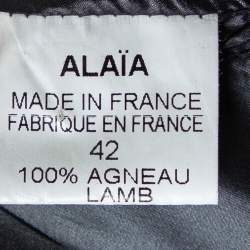 ALAÏA
MADE IN FRANCE
FABRIQUE EN FRANCE
42
100% AGNEAU
LAMB